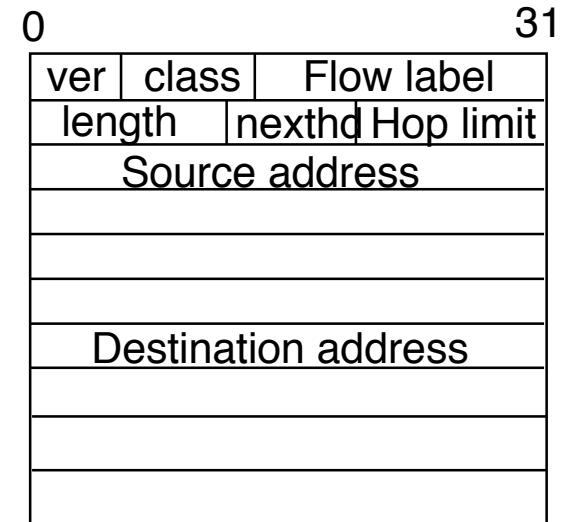 0 31
ver class Flow label
length nexthd Hop limit
Source address
Destination address